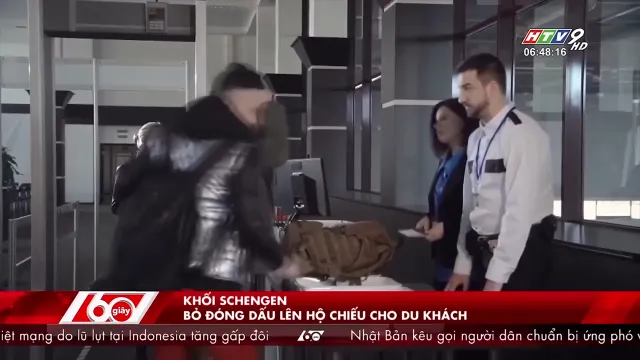 HTV9
HD
06:48:16
60 giây
KHỐI SCHENGEN
BỎ ĐÓNG DẤU LÊN HỘ CHIẾU CHO DU KHÁCH
iệt mạng do lũ lụt tại Indonesia tăng gấp đôi 60 giây Nhật Bản kêu gọi người dân chuẩn bị ứng phó v